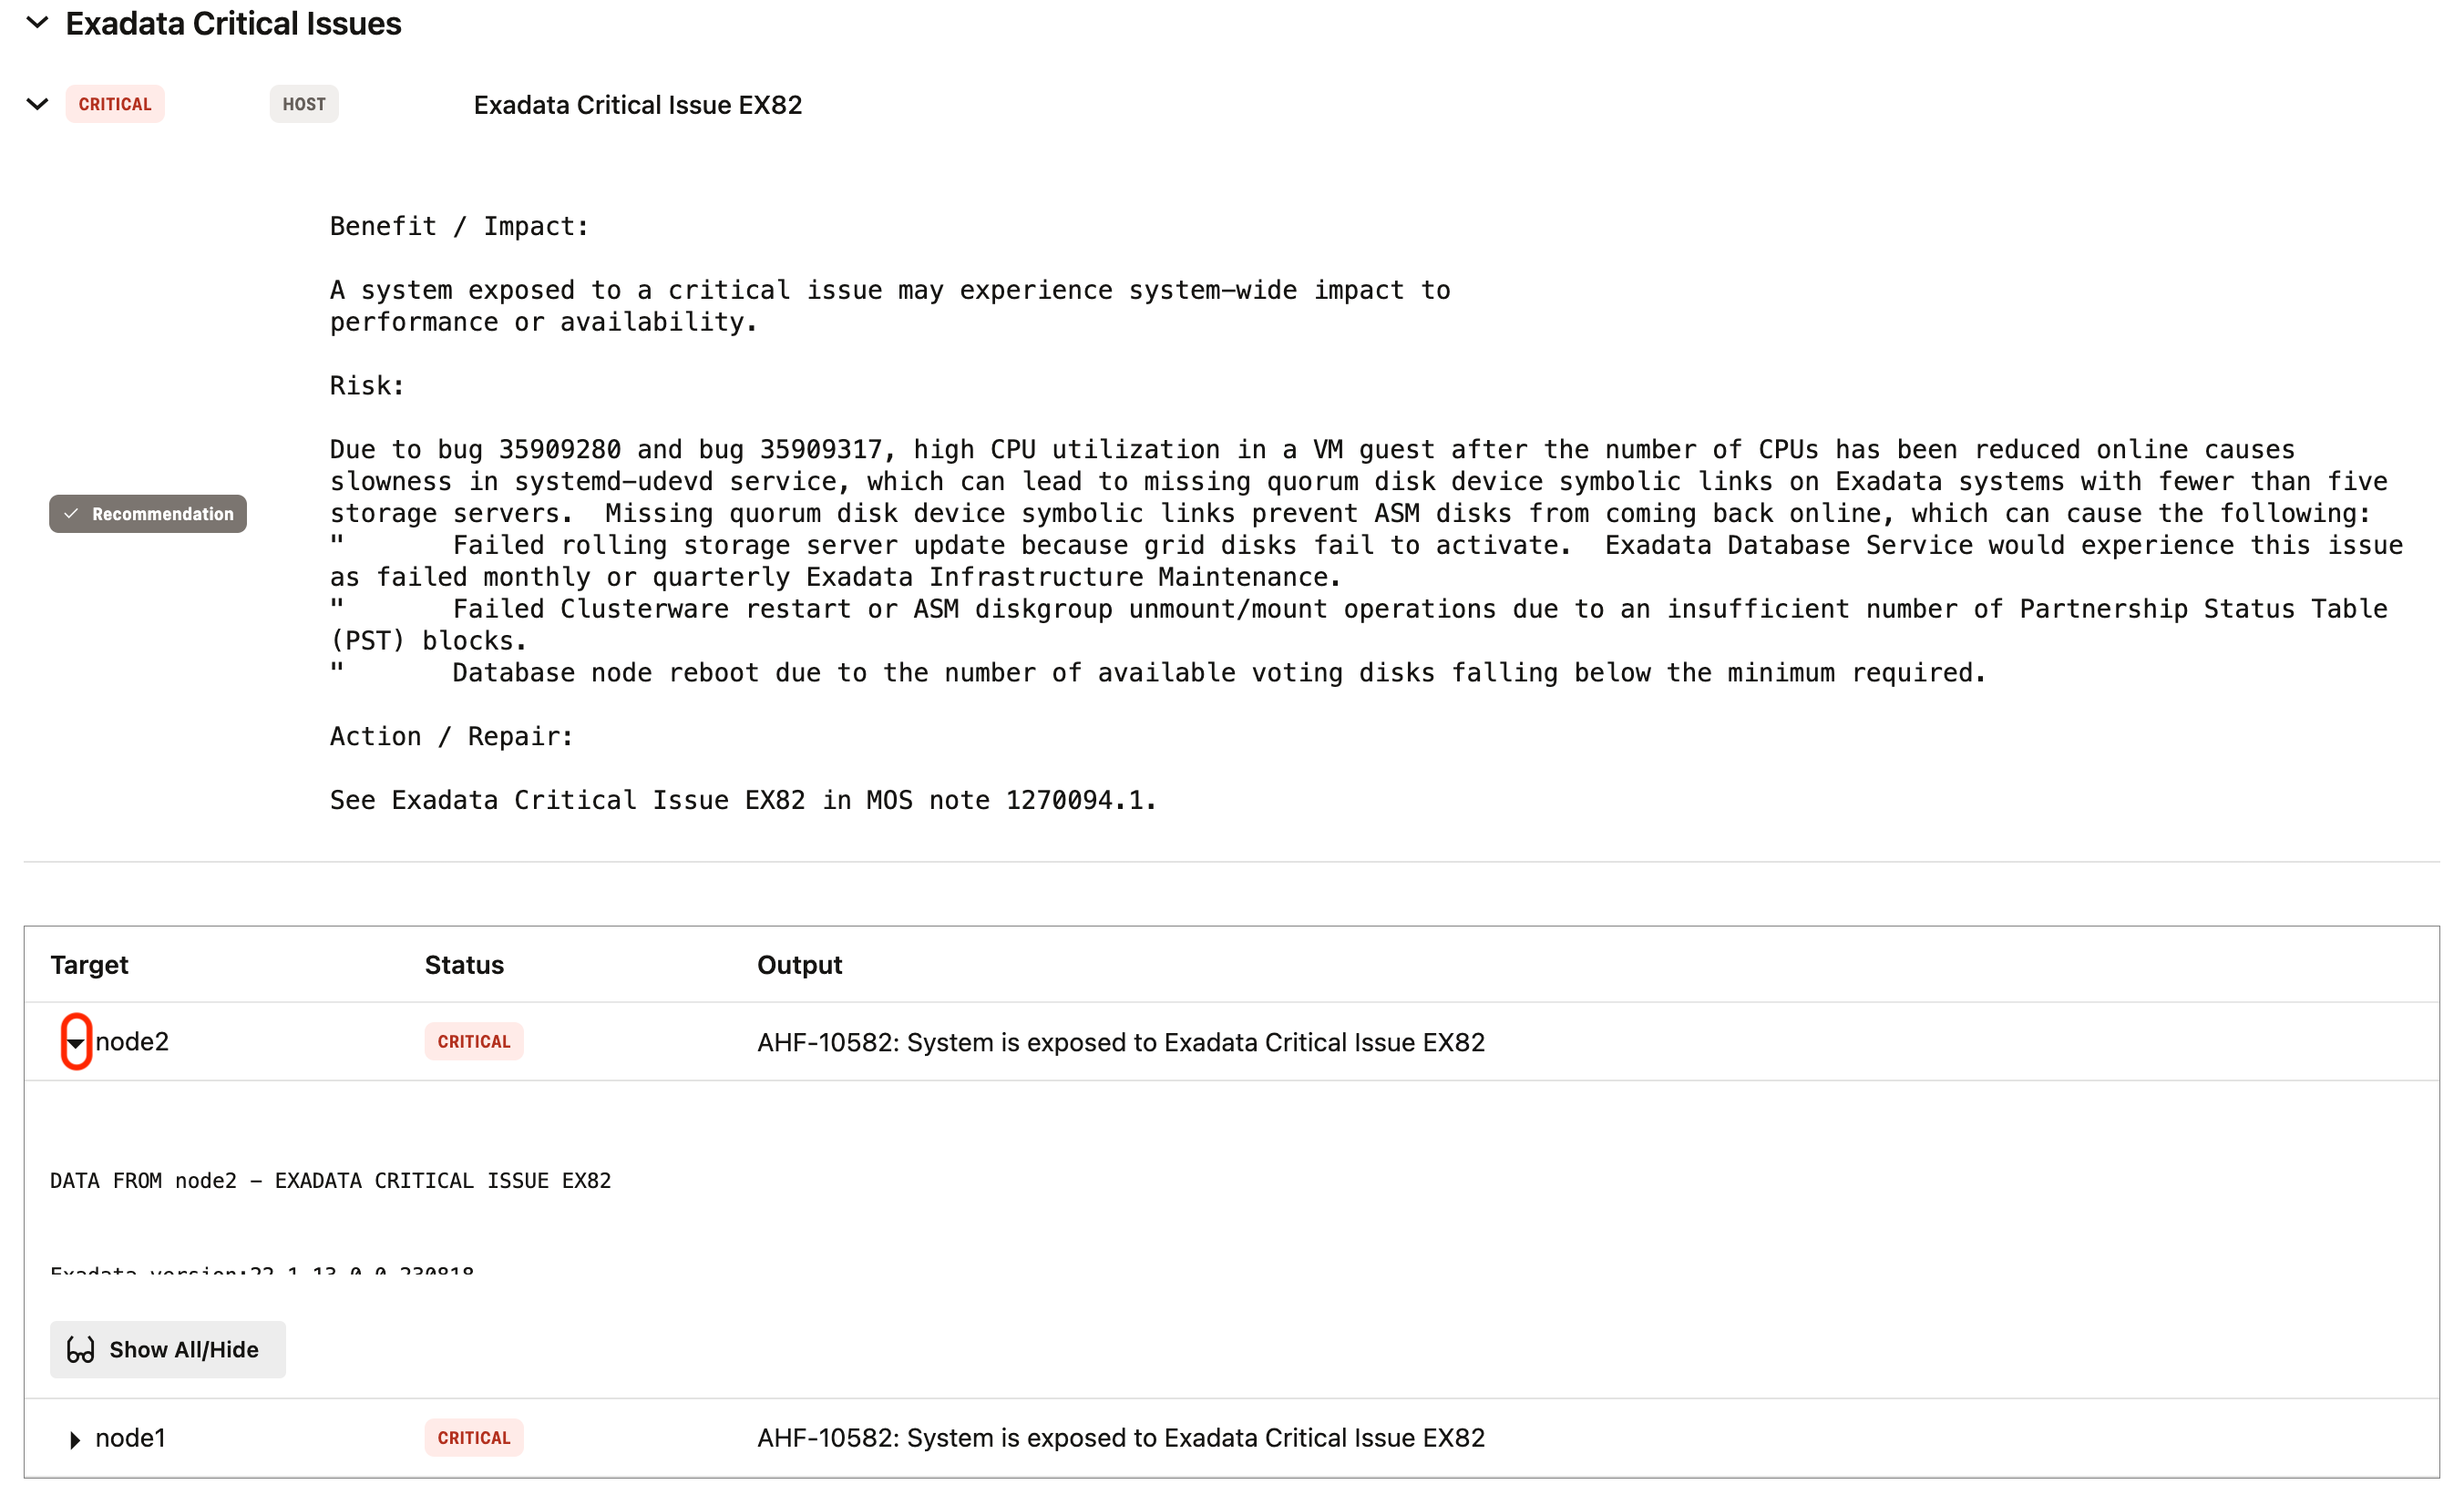 Exadata Critical Issues
CRITICAL HOST Exadata Critical Issue EX82
Benefit / Impact:
A system exposed to a critical issue may experience system-wide impact to
performance or availability.
Risk:
Due to bug 35909280 and bug 35909317, high CPU utilization in a VM guest after the number of CPUs has been reduced online causes
slowness in systemd-udevd service, which can lead to missing quorum disk device symbolic links on Exadata systems with fewer than five
Recommendation
storage servers.  Missing quorum disk device symbolic links prevent ASM disks from coming back online, which can cause the following:
"       Failed rolling storage server update because grid disks fail to activate.  Exadata Database Service would experience this issue
as failed monthly or quarterly Exadata Infrastructure Maintenance.
"       Failed Clusterware restart or ASM diskgroup unmount/mount operations due to an insufficient number of Partnership Status Table
(PST) blocks.
"       Database node reboot due to the number of available voting disks falling below the minimum required.
Action / Repair:
See Exadata Critical Issue EX82 in MOS note 1270094.1.
Target Status Output
node2 CRITICAL AHF-10582: System is exposed to Exadata Critical Issue EX82
DATA FROM node2 - EXADATA CRITICAL ISSUE EX82
Exadata version:22.1.13.0.0.230818
Show All/Hide
node1 CRITICAL AHF-10582: System is exposed to Exadata Critical Issue EX82